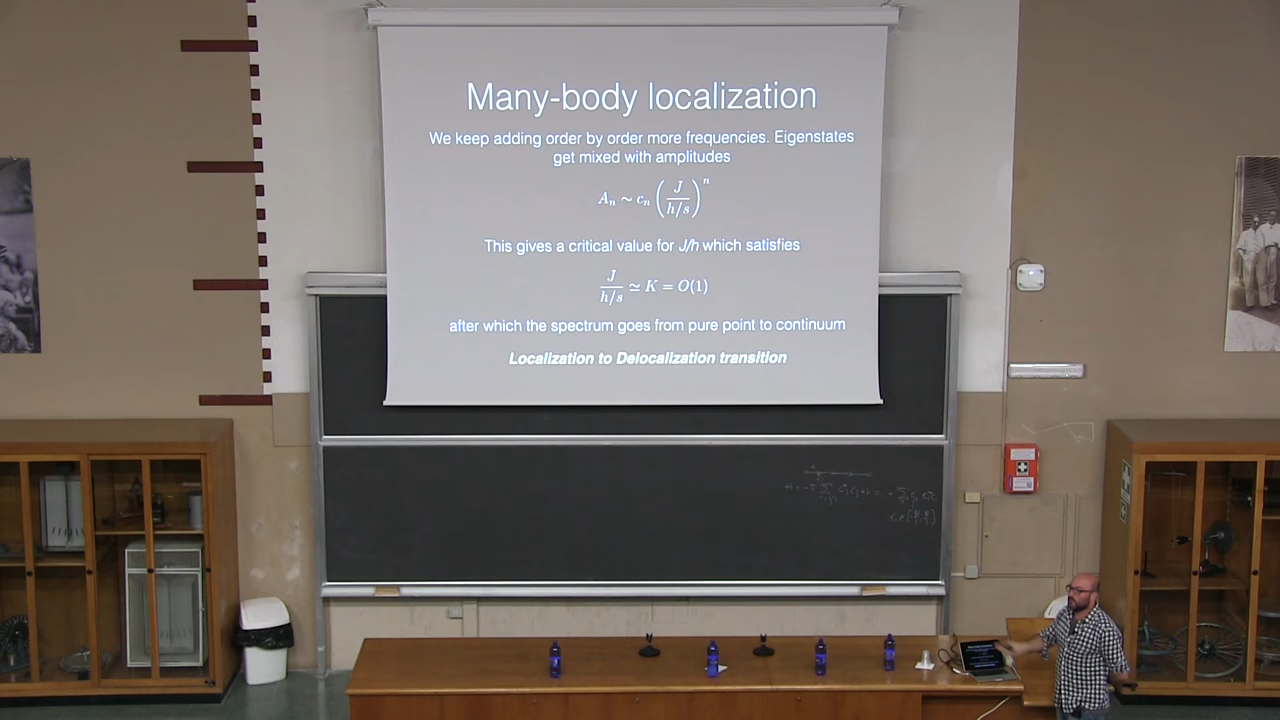 Many-body localization
We keep adding order by order more frequencies. Eigenstates
get mixed with amplitudes
A_n ∼ c_n (J / (h/s))^n
This gives a critical value for J/h which satisfies
J / (h/s) ≃ K = O(1)
after which the spectrum goes from pure point to continuum
Localization to Delocalization transition